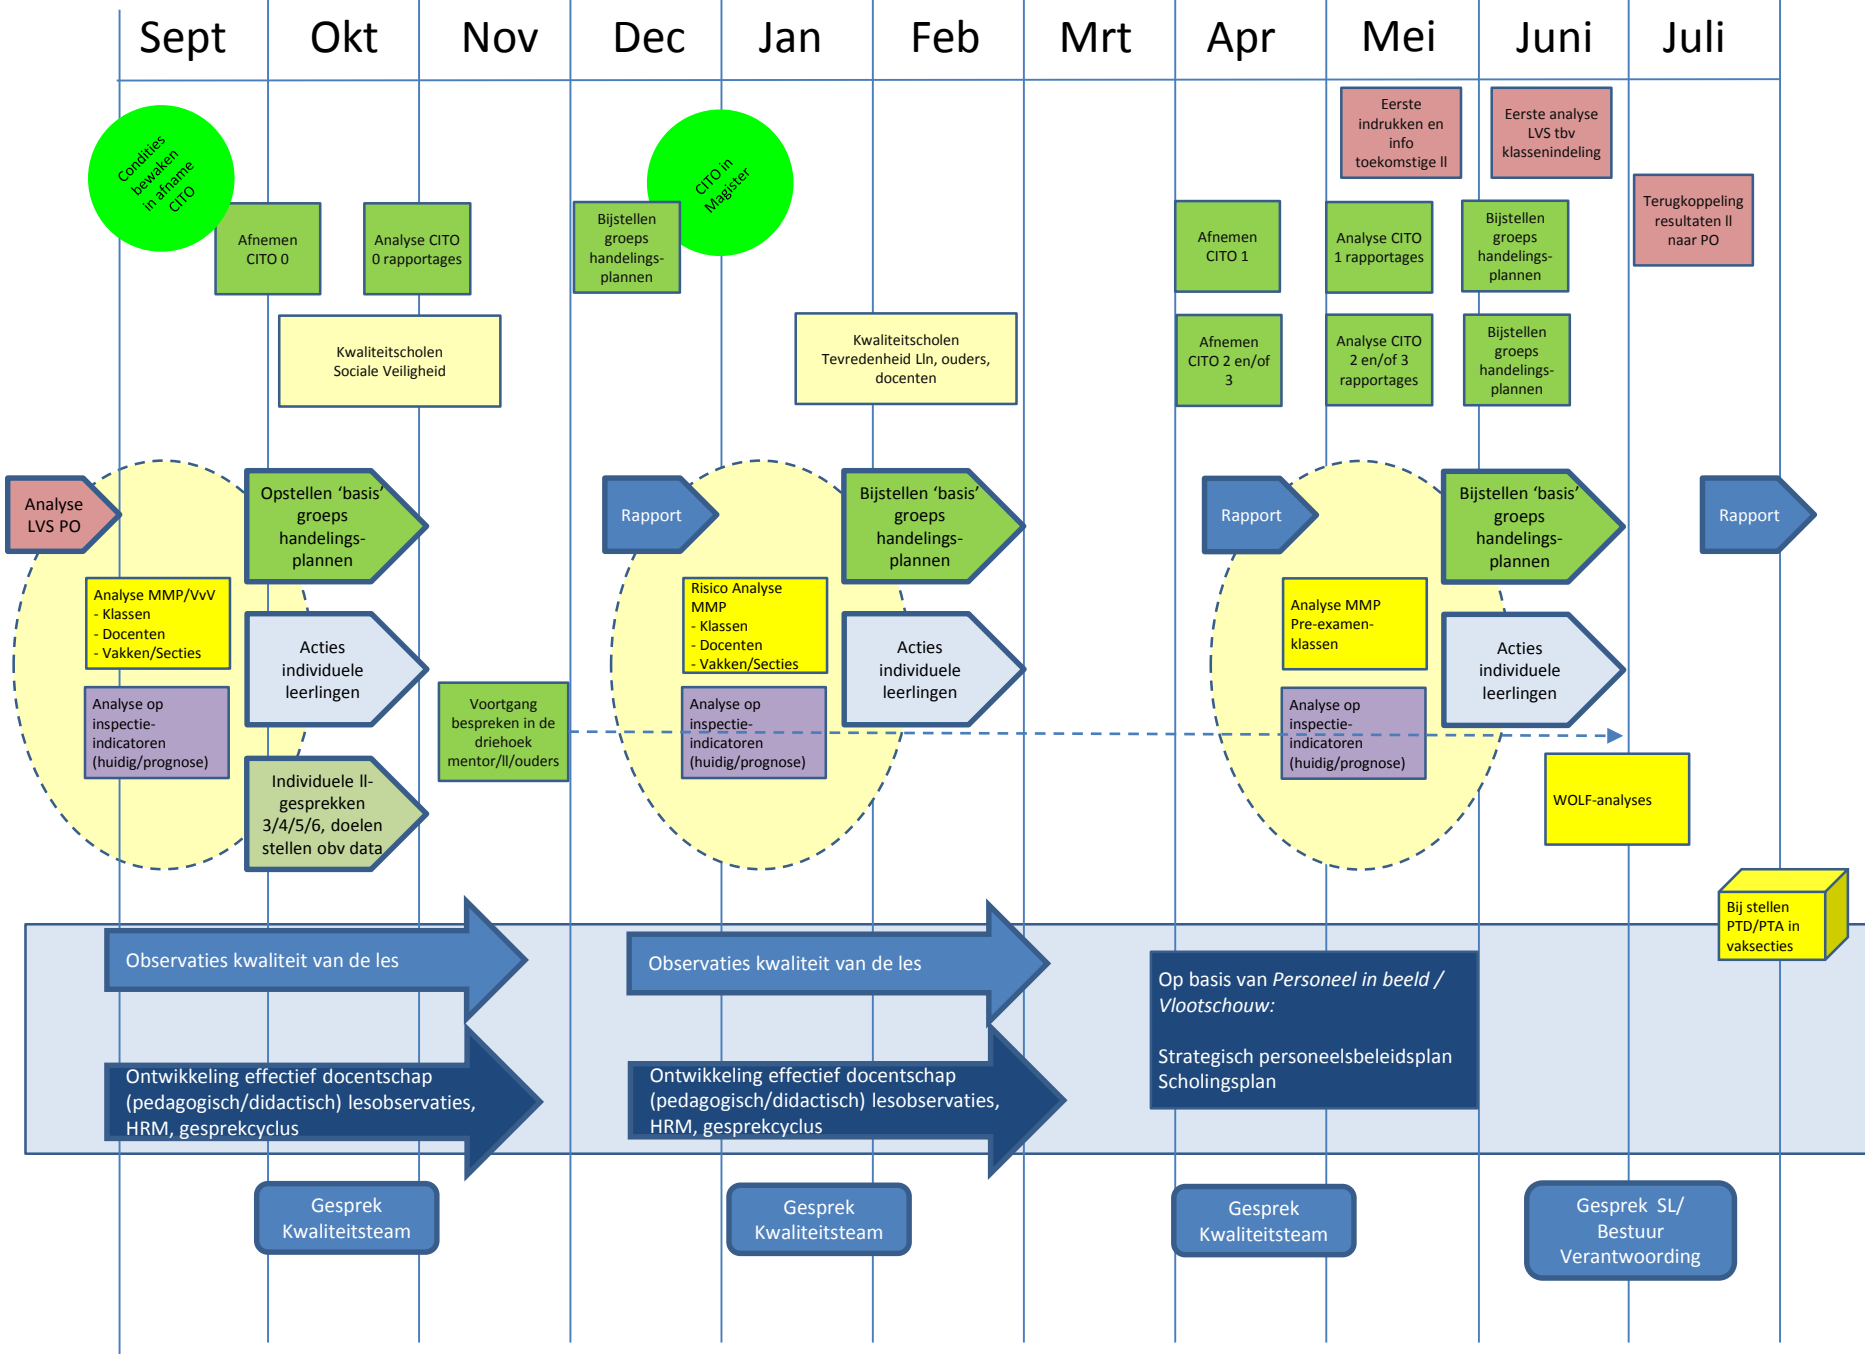 Sept Okt Nov Dec Jan Feb Mrt Apr Mei Juni Juli
Condities
bewaken
in afname
CITO
CITO in
Magister
Eerste
indrukken en
info
toekomstige ll
Eerste analyse
LVS tbv
klassenindeling
Terugkoppeling
resultaten ll
naar PO
Afnemen
CITO 0
Analyse CITO
0 rapportages
Bijstellen
groeps
handelings-
plannen
Afnemen
CITO 1
Analyse CITO
1 rapportages
Bijstellen
groeps
handelings-
plannen
Kwaliteitscholen
Sociale Veiligheid
Kwaliteitscholen
Tevredenheid Lln, ouders,
docenten
Afnemen
CITO 2 en/of
3
Analyse CITO
2 en/of 3
rapportages
Bijstellen
groeps
handelings-
plannen
Analyse
LVS PO
Opstellen ‘basis’
groeps
handelings-
plannen
Rapport
Bijstellen ‘basis’
groeps
handelings-
plannen
Rapport
Bijstellen ‘basis’
groeps
handelings-
plannen
Rapport
Analyse MMP/VvV
- Klassen
- Docenten
- Vakken/Secties
Acties
individuele
leerlingen
Risico Analyse
MMP
- Klassen
- Docenten
- Vakken/Secties
Acties
individuele
leerlingen
Analyse MMP
Pre-examen-
klassen
Acties
individuele
leerlingen
Analyse op
inspectie-
indicatoren
(huidig/prognose)
Voortgang
bespreken in de
driehoek
mentor/ll/ouders
Analyse op
inspectie-
indicatoren
(huidig/prognose)
Analyse op
inspectie-
indicatoren
(huidig/prognose)
Individuele ll-
gesprekken
3/4/5/6, doelen
stellen obv data
WOLF-analyses
Bij stellen
PTD/PTA in
vaksecties
Observaties kwaliteit van de les
Observaties kwaliteit van de les
Op basis van Personeel in beeld /
Vlootschouw:
Strategisch personeelsbeleidsplan
Scholingsplan
Ontwikkeling effectief docentschap
(pedagogisch/didactisch) lesobservaties,
HRM, gesprekcyclus
Ontwikkeling effectief docentschap
(pedagogisch/didactisch) lesobservaties,
HRM, gesprekcyclus
Gesprek
Kwaliteitsteam
Gesprek
Kwaliteitsteam
Gesprek
Kwaliteitsteam
Gesprek SL/
Bestuur
Verantwoording